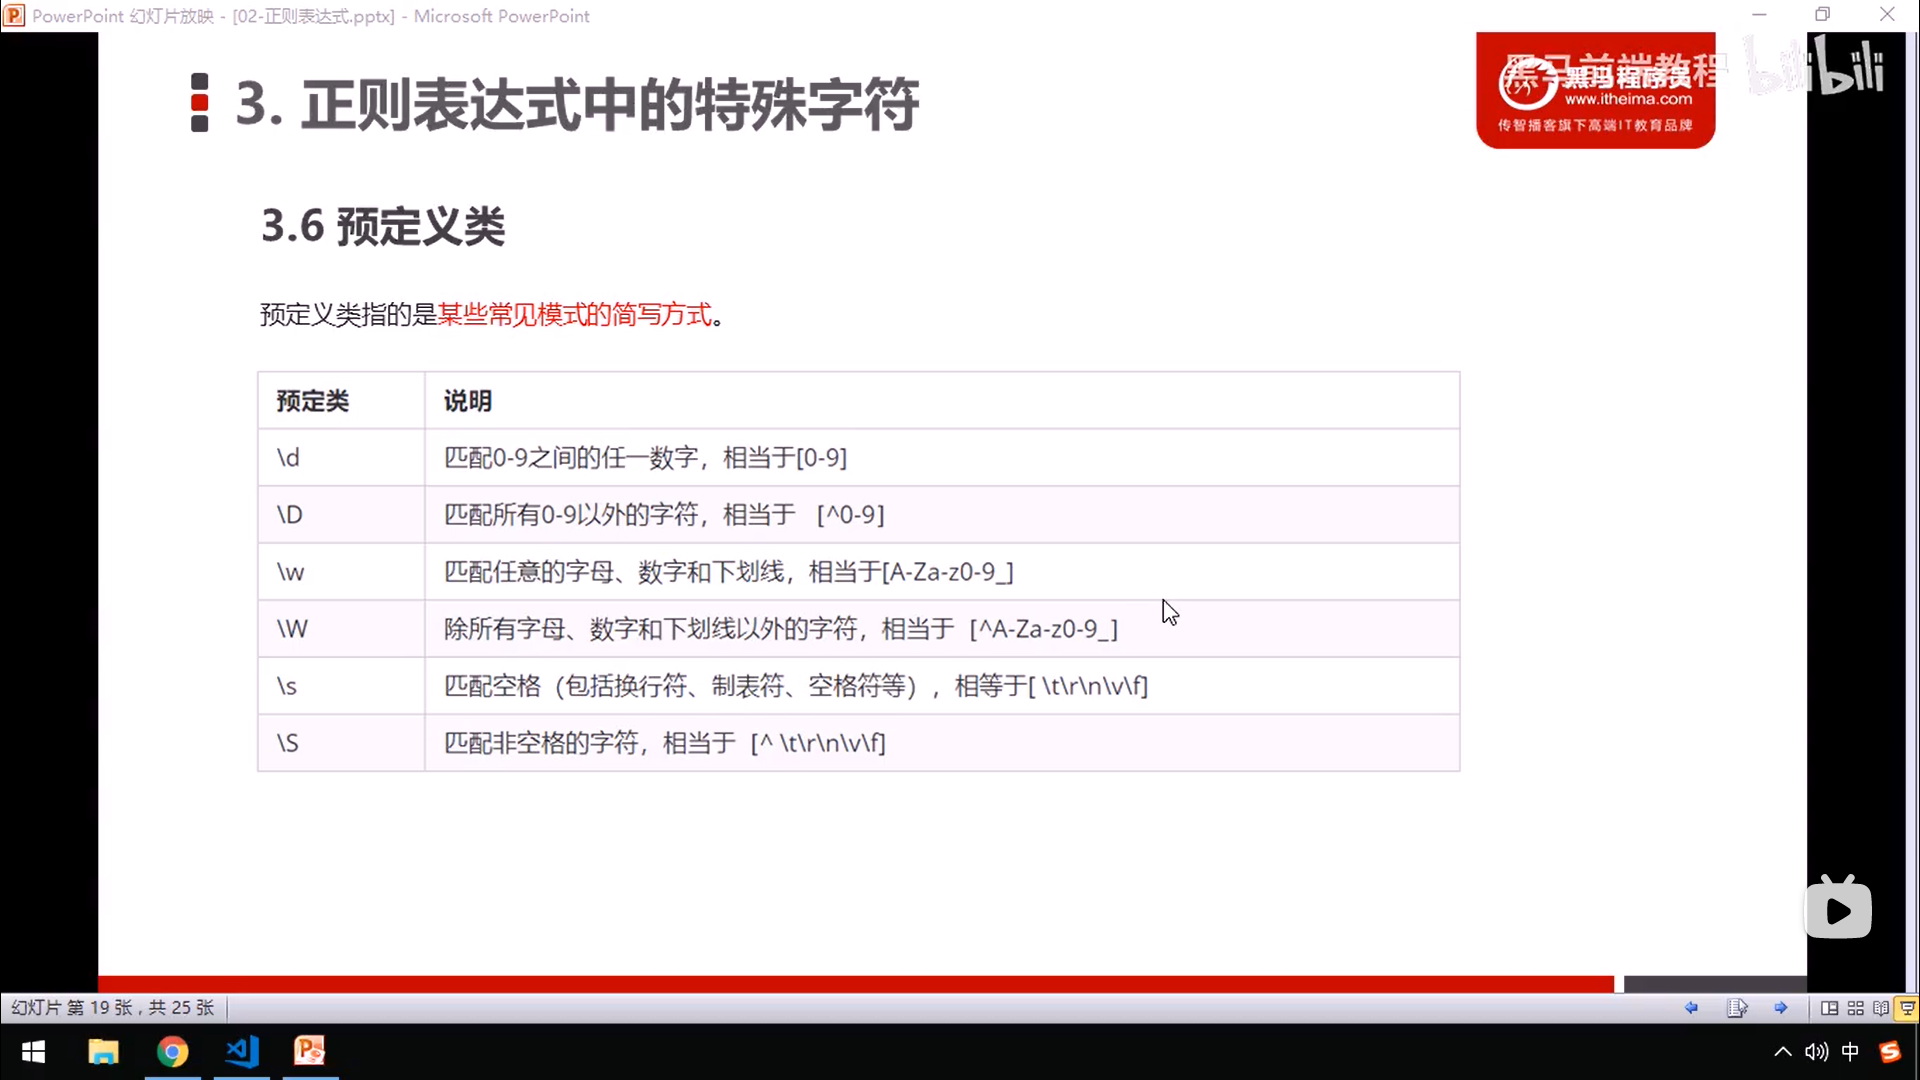 PowerPoint 幻灯片放映 - [02-正则表达式.pptx] - Microsoft PowerPoint
3. 正则表达式中的特殊字符
黑马前端教程
bilibili
黑马程序员
www.itheima.com
传智播客旗下高端IT教育品牌
3.6 预定义类
预定义类指的是某些常见模式的简写方式。
预定类 说明
\d 匹配0-9之间的任一数字，相当于[0-9]
\D 匹配所有0-9以外的字符，相当于 [^0-9]
\w 匹配任意的字母、数字和下划线，相当于[A-Za-z0-9_]
\W 除所有字母、数字和下划线以外的字符，相当于 [^A-Za-z0-9_]
\s 匹配空格（包括换行符、制表符、空格符等），相等于[ \t\r\n\v\f]
\S 匹配非空格的字符，相当于 [^ \t\r\n\v\f]
幻灯片 第 19 张，共 25 张
中